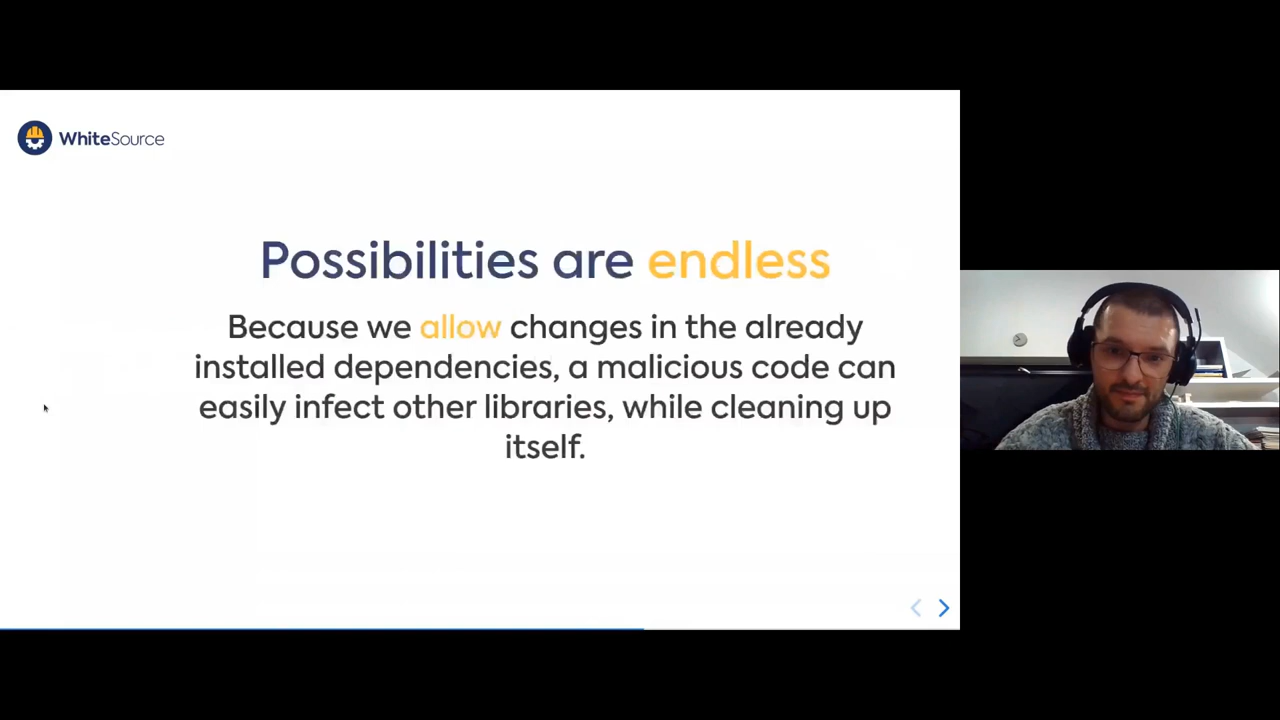 WhiteSource
Possibilities are endless
Because we allow changes in the already
installed dependencies, a malicious code can
easily infect other libraries, while cleaning up
itself.